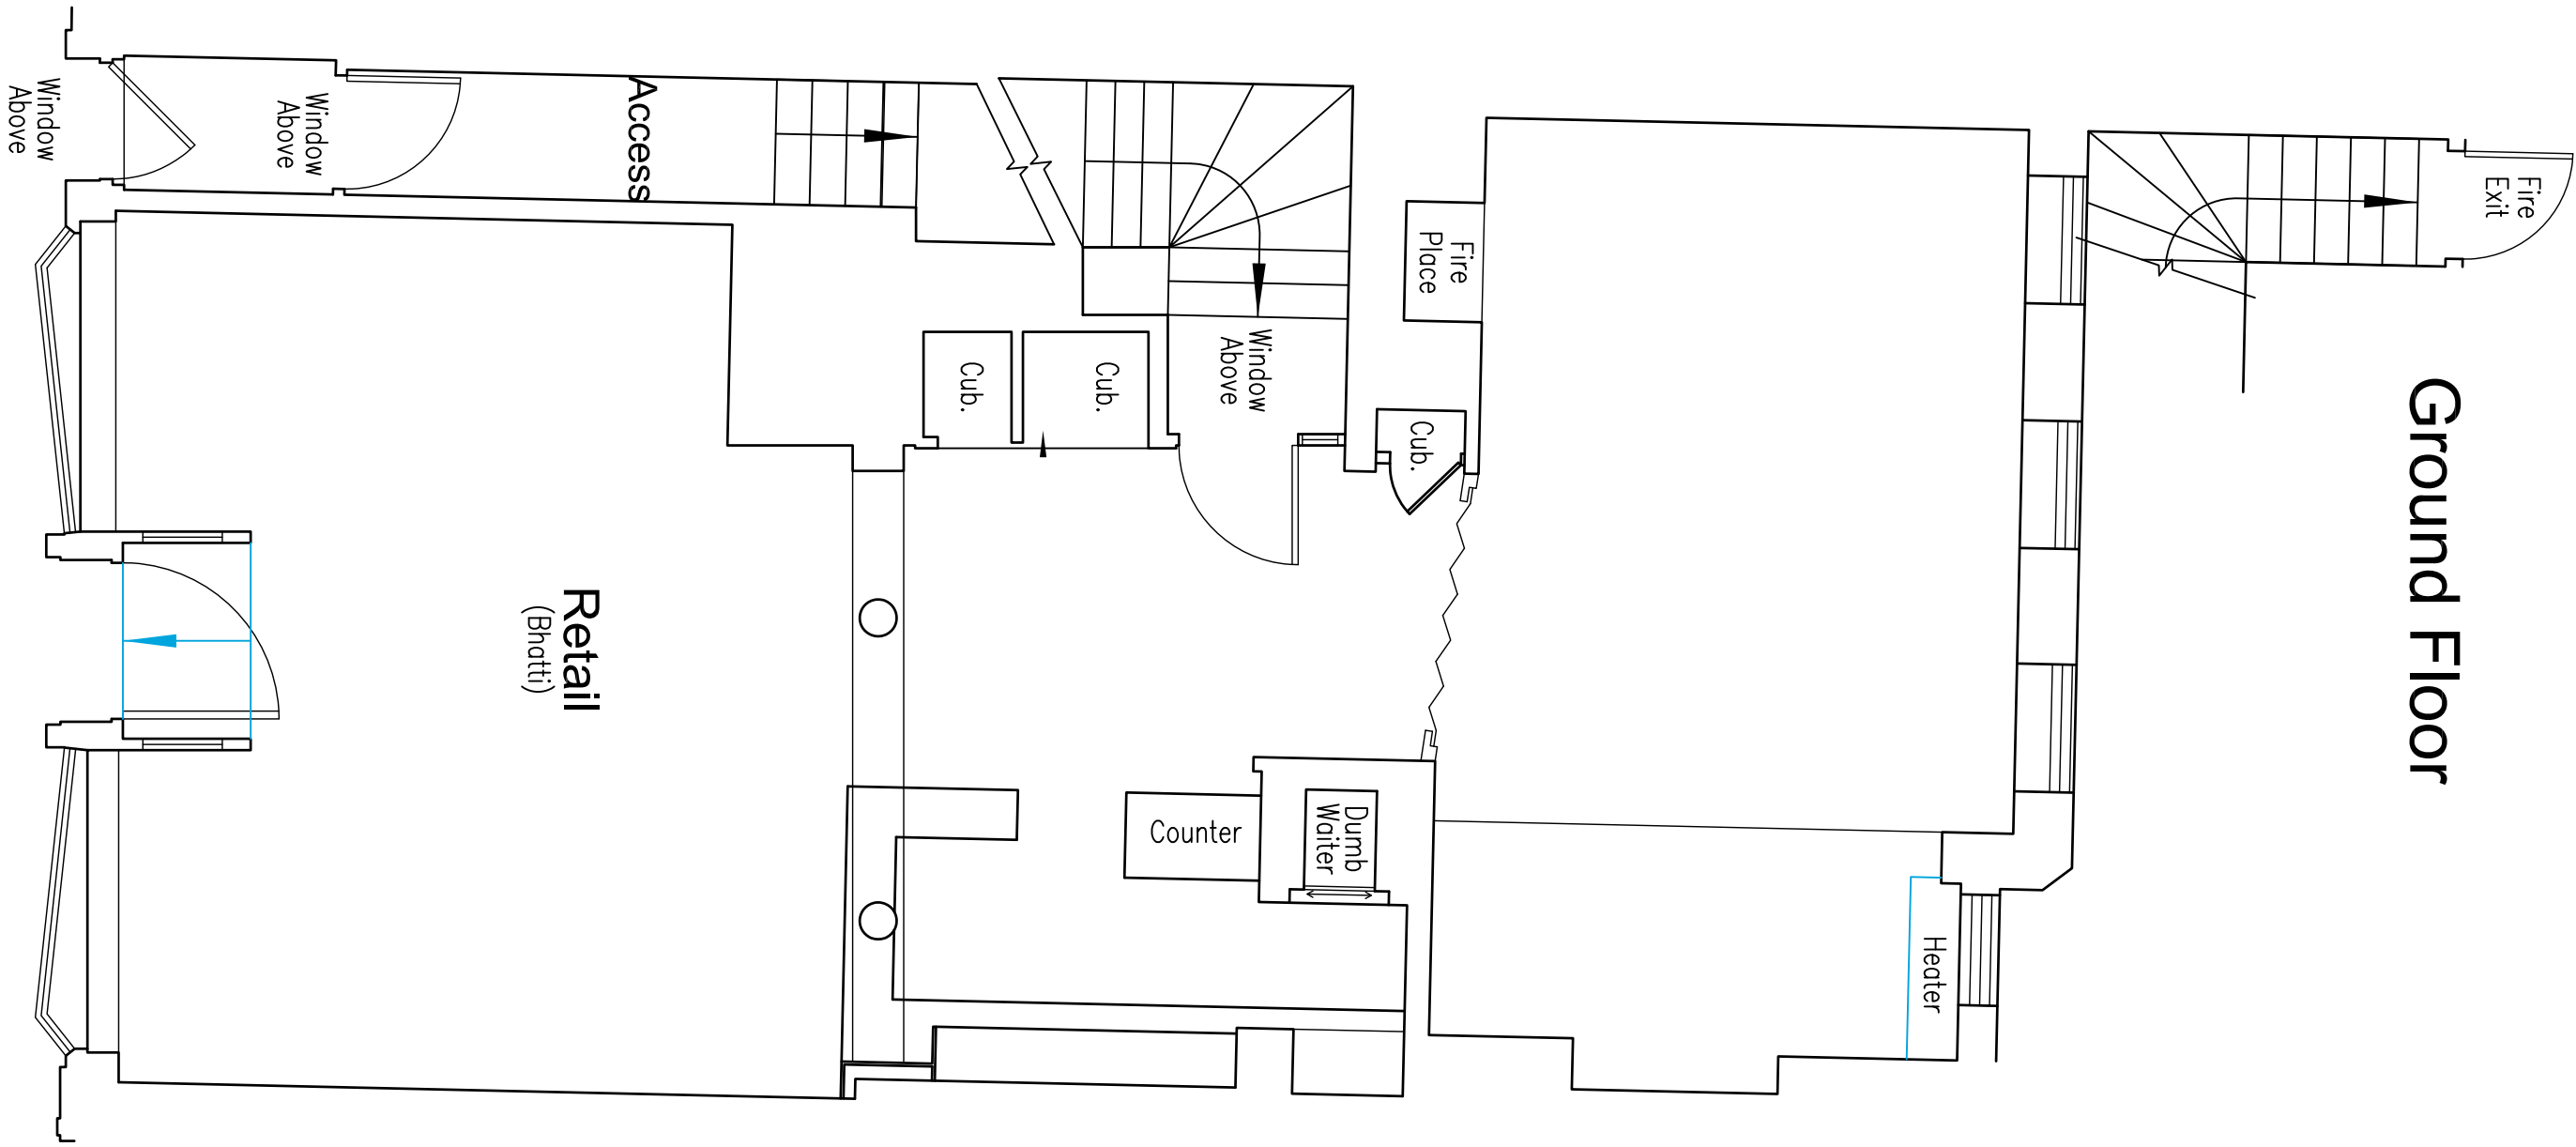 Ground Floor
Fire
Exit
Fire
Place
Window
Above
Cub.
Cub.
Cub.
Access
Window
Above
Window
Above
Retail
(Bhatti)
Counter
Dumb
Waiter
Heater